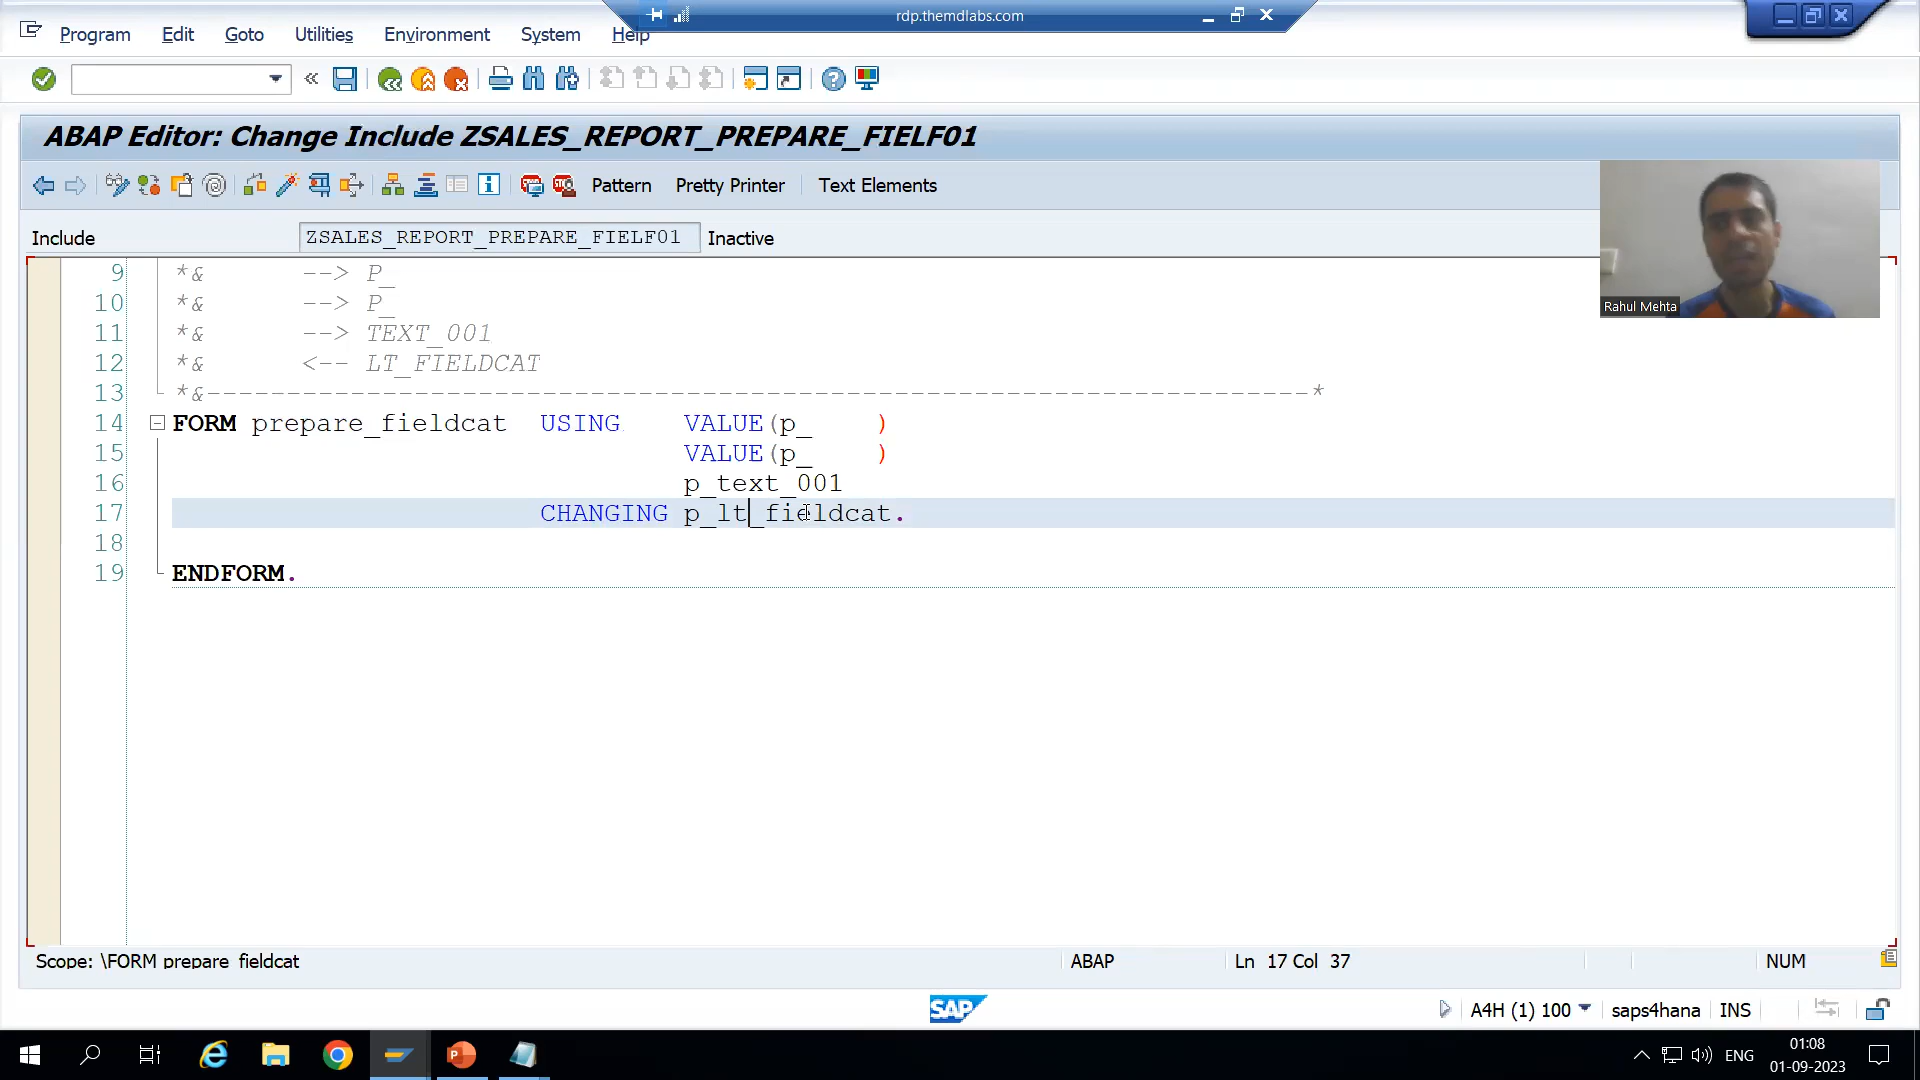 rdp.themdlabs.com
Program Edit Goto Utilities Environment System Help
ABAP Editor: Change Include ZSALES_REPORT_PREPARE_FIELF01
Pattern Pretty Printer Text Elements
Include ZSALES_REPORT_PREPARE_FIELF01 Inactive
Rahul Mehta
9 *& --> P_
10 *& --> P_
11 *& --> TEXT_001
12 *& <-- LT_FIELDCAT
13 *&---------------------------------------------------------------------*
14 FORM prepare_fieldcat USING VALUE(p_ )
15 VALUE(p_ )
16 p_text_001
17 CHANGING p_lt_fieldcat.
18
19 ENDFORM.
Scope: \FORM prepare_fieldcat ABAP Ln 17 Col 37 NUM
SAP A4H (1) 100 saps4hana INS
ENG 01:08
01-09-2023